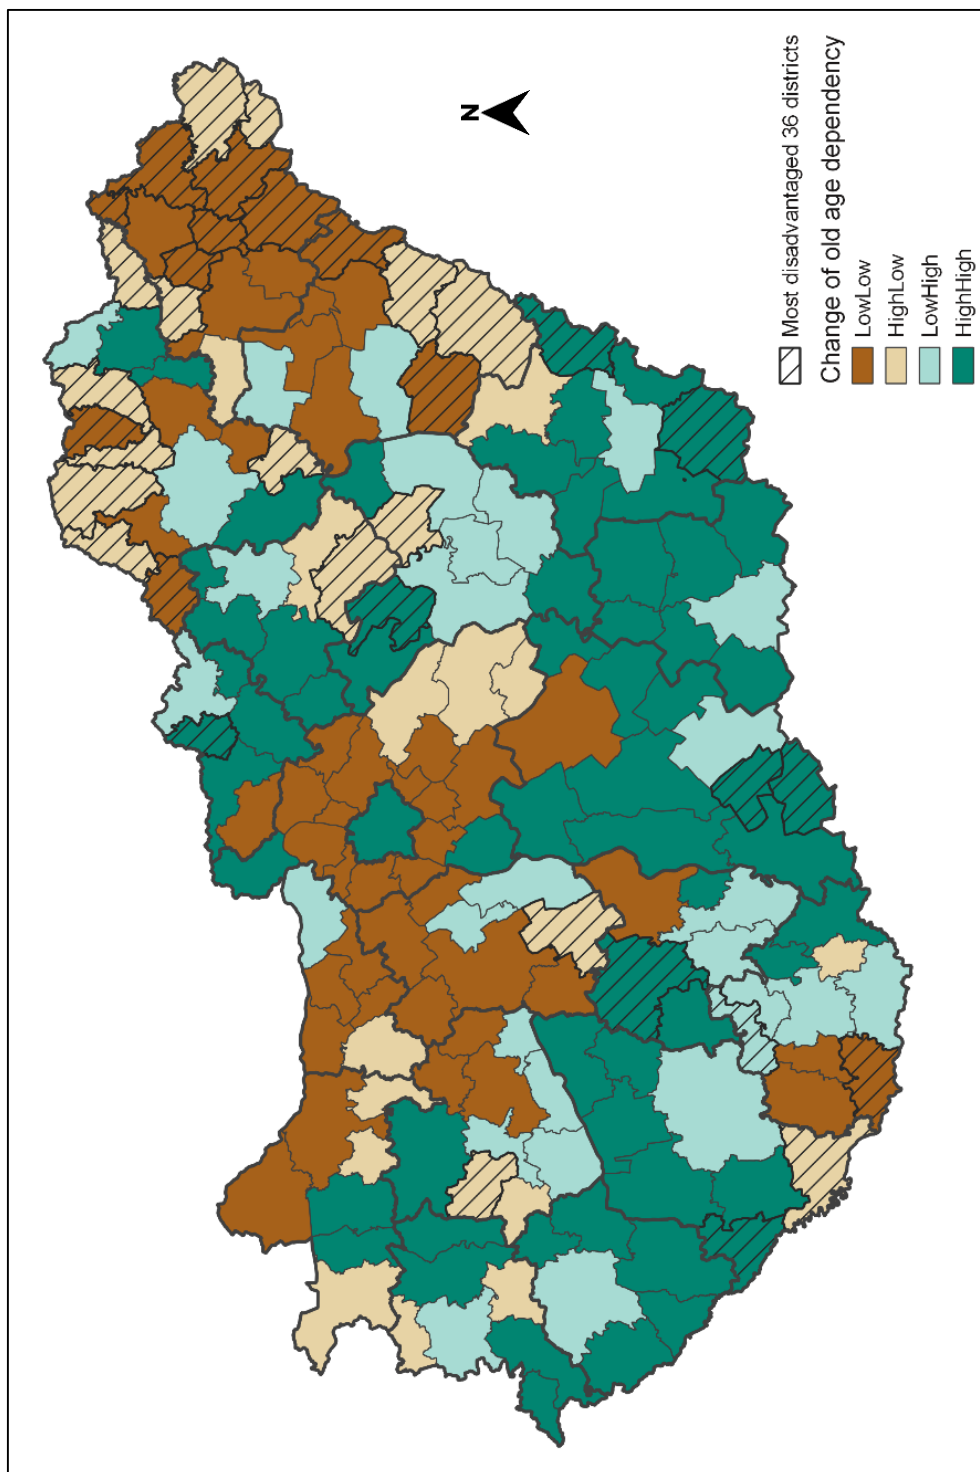 N
Most disadvantaged 36 districts
Change of old age dependency
LowLow
HighLow
LowHigh
HighHigh